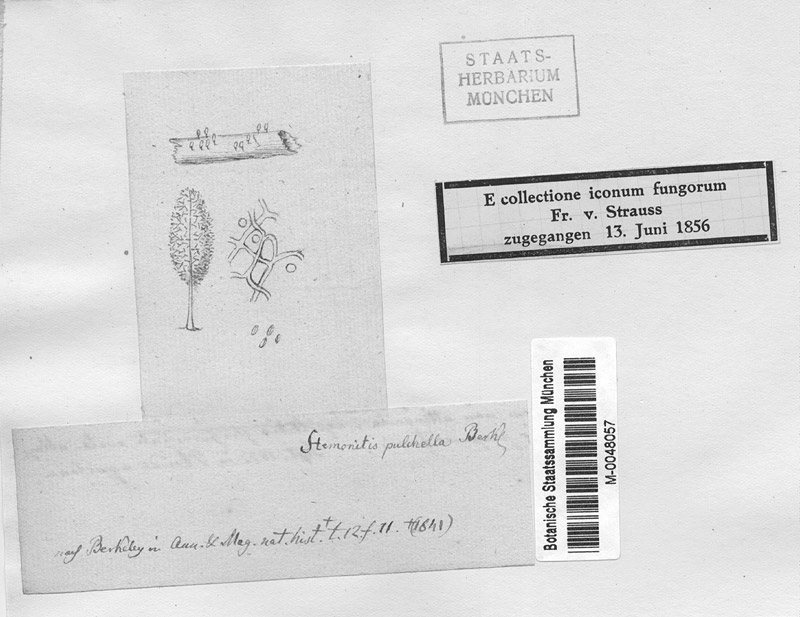 STAATS-
HERBARIUM
MÜNCHEN
E collectione iconum fungorum
Fr. v. Strauss
zugegangen 13. Juni 1856
Stemonitis pulchella Berkl
nach Berkeley in Ann. & Mag. nat. hist. t. 12. f. 11. (1841)
Botanische Staatssammlung München
M-0048057